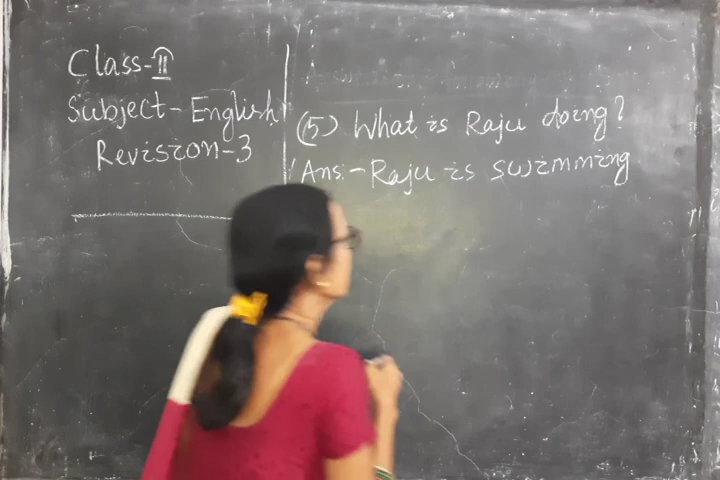 Class-II
Subject-English
Revision-3
(5) What is Raju doing?
Ans:-Raju is swimming